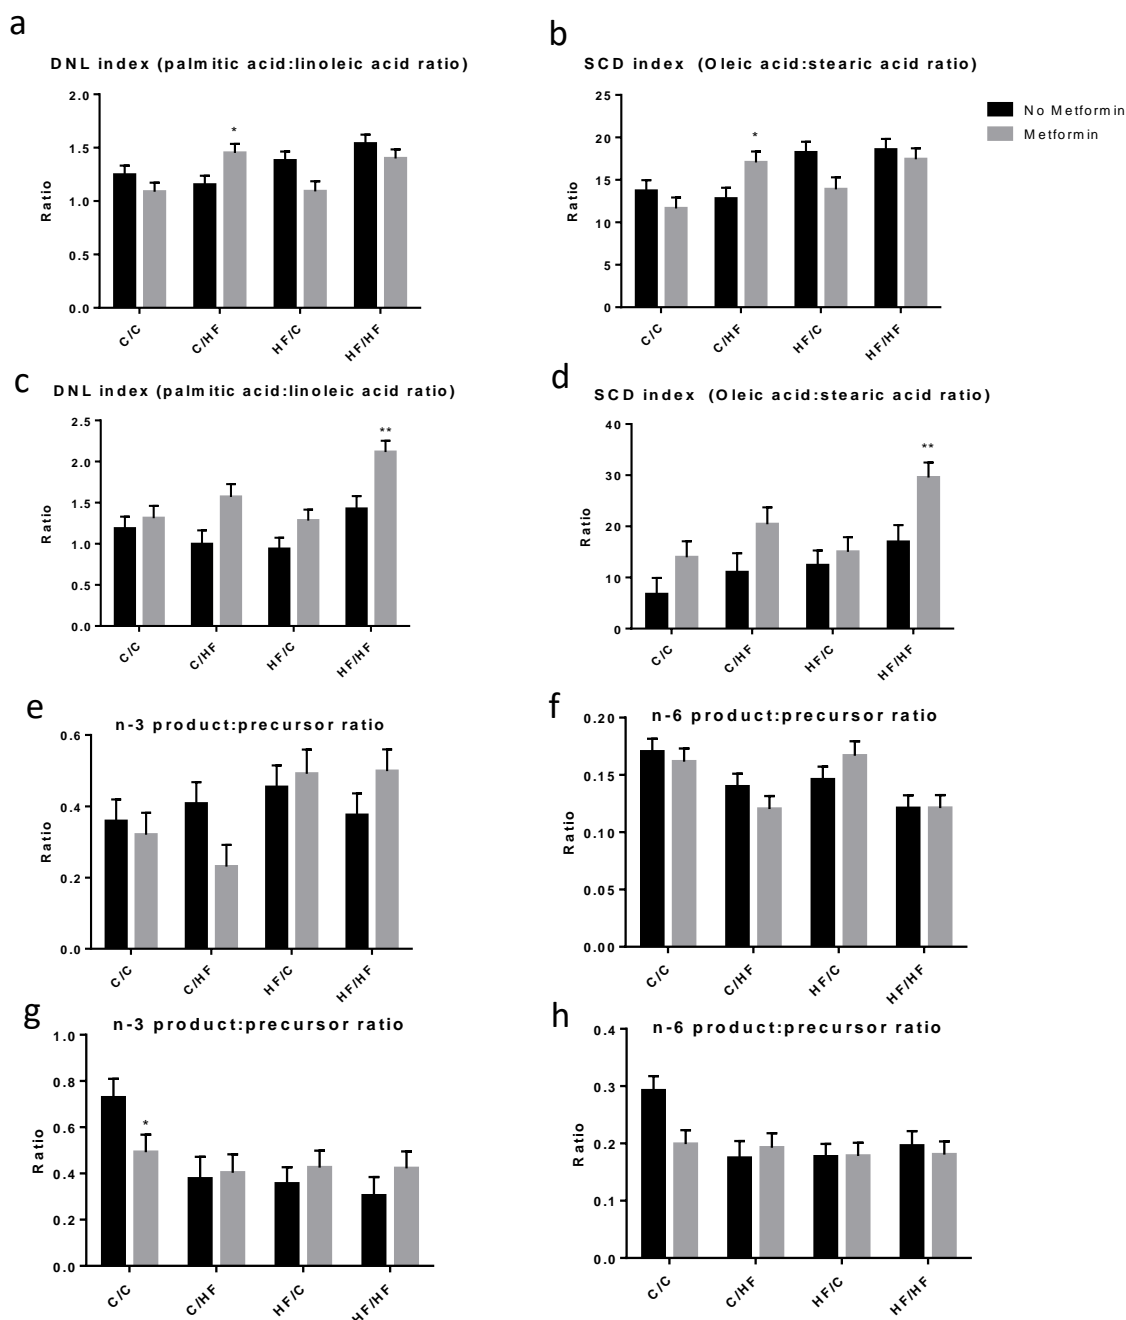 a
DNL index (palmitic acid:linoleic acid ratio)
2.0
1.5
1.0
0.5
0.0
Ratio
*
C/C
C/HF
HF/C
HF/HF
b
SCD index (Oleic acid:stearic acid ratio)
25
20
15
10
5
0
Ratio
*
C/C
C/HF
HF/C
HF/HF
No Metformin
Metformin
c
DNL index (palmitic acid:linoleic acid ratio)
2.5
2.0
1.5
1.0
0.5
0.0
Ratio
**
C/C
C/HF
HF/C
HF/HF
d
SCD index (Oleic acid:stearic acid ratio)
40
30
20
10
0
Ratio
**
C/C
C/HF
HF/C
HF/HF
e
n-3 product:precursor ratio
0.6
0.4
0.2
0.0
Ratio
C/C
C/HF
HF/C
HF/HF
f
n-6 product:precursor ratio
0.20
0.15
0.10
0.05
0.00
Ratio
C/C
C/HF
HF/C
HF/HF
g
n-3 product:precursor ratio
1.0
0.8
0.6
0.4
0.2
0.0
Ratio
*
C/C
C/HF
HF/C
HF/HF
h
n-6 product:precursor ratio
0.4
0.3
0.2
0.1
0.0
Ratio
C/C
C/HF
HF/C
HF/HF